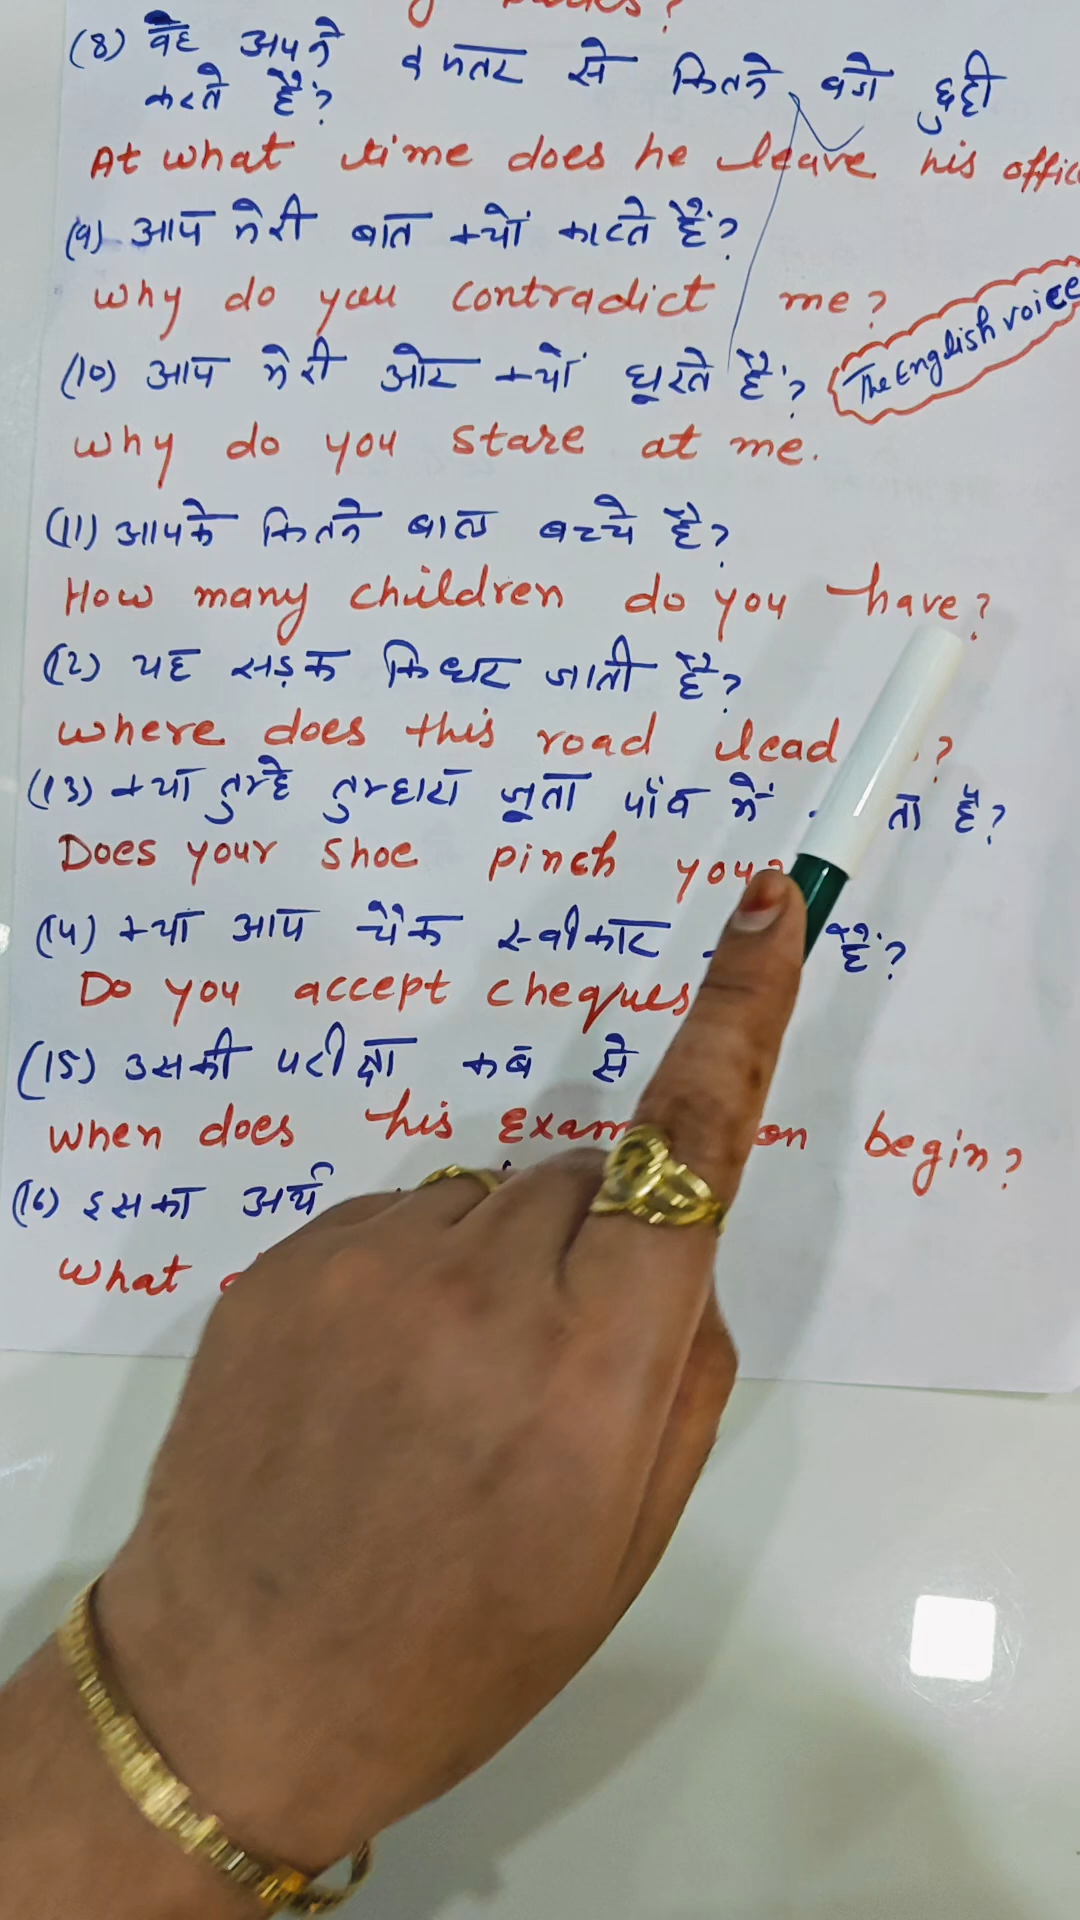 (8) वह अपने दफ्तर से कितने बजे छुट्टी
करते हैं?
At what time does he leave his office
(9) आप मेरी बात क्यों काटते हैं?
Why do you contradict me?
The English voice
(10) आप मेरी ओर क्यों घूरते हैं?
Why do you stare at me.
(11) आपके कितने बाल बच्चे है?
How many children do you have?
(12) यह सड़क किधर जाती है?
Where does this road lead ?
(13) क्या तुम्हे तुम्हारा जूता पाँव में ता है?
Does your shoe pinch you?
(14) क्या आप चैक स्वीकार हैं?
Do you accept cheques
(15) उसकी परीक्षा कब से
When does his begin?
(16) इसका अर्थ
What